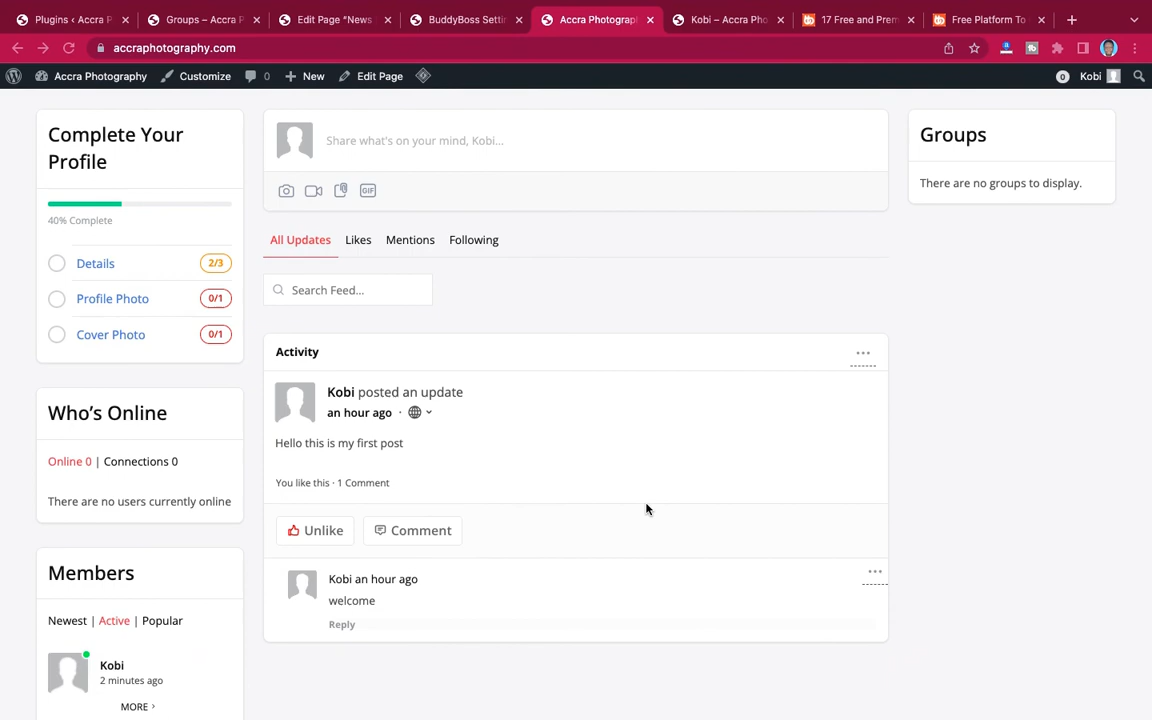 Plugins ‹ Accra P
Groups – Accra P
Edit Page “News
BuddyBoss Settin
Accra Photograph
Kobi – Accra Pho
17 Free and Prem
Free Platform To
accraphotography.com
Accra Photography
Customize
0
New
Edit Page
0
Kobi
Complete Your
Profile
40% Complete
Details 2/3
Profile Photo 0/1
Cover Photo 0/1
Who’s Online
Online 0 | Connections 0
There are no users currently online
Members
Newest | Active | Popular
Kobi
2 minutes ago
MORE ›
Share what's on your mind, Kobi...
GIF
All Updates Likes Mentions Following
Search Feed…
Activity
Kobi posted an update
an hour ago ·
Hello this is my first post
You like this · 1 Comment
Unlike Comment
Kobi an hour ago
welcome
Reply
Groups
There are no groups to display.